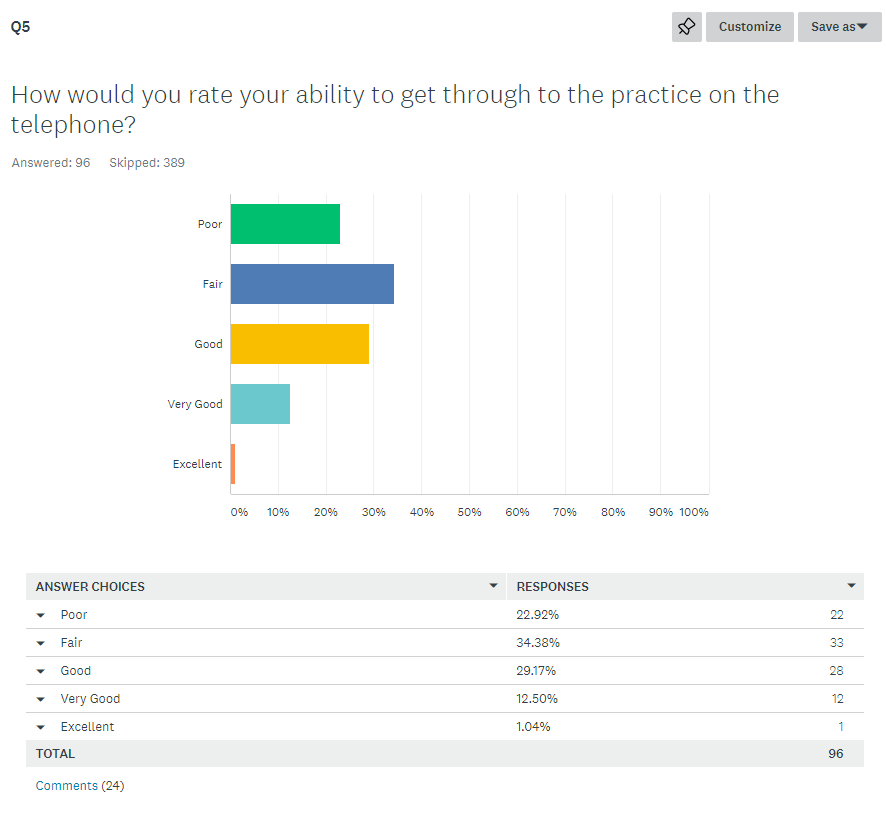 Q5
Customize
Save as
How would you rate your ability to get through to the practice on the
telephone?
Answered: 96 Skipped: 389
Poor
Fair
Good
Very Good
Excellent
0% 10% 20% 30% 40% 50% 60% 70% 80% 90% 100%
ANSWER CHOICES RESPONSES
Poor 22.92% 22
Fair 34.38% 33
Good 29.17% 28
Very Good 12.50% 12
Excellent 1.04% 1
TOTAL 96
Comments (24)